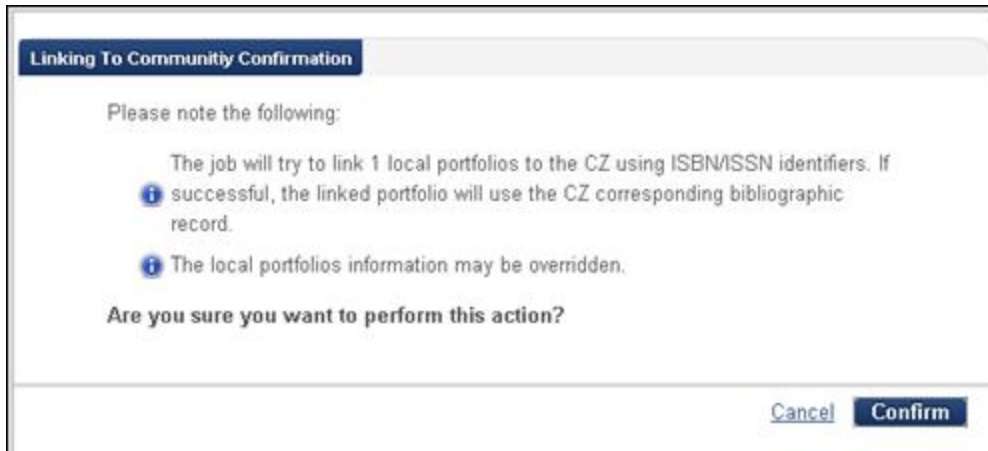 Linking To Communitiy Confirmation
Please note the following:
The job will try to link 1 local portfolios to the CZ using ISBN/ISSN identifiers. If
successful, the linked portfolio will use the CZ corresponding bibliographic
record.
The local portfolios information may be overridden.
Are you sure you want to perform this action?
Cancel Confirm